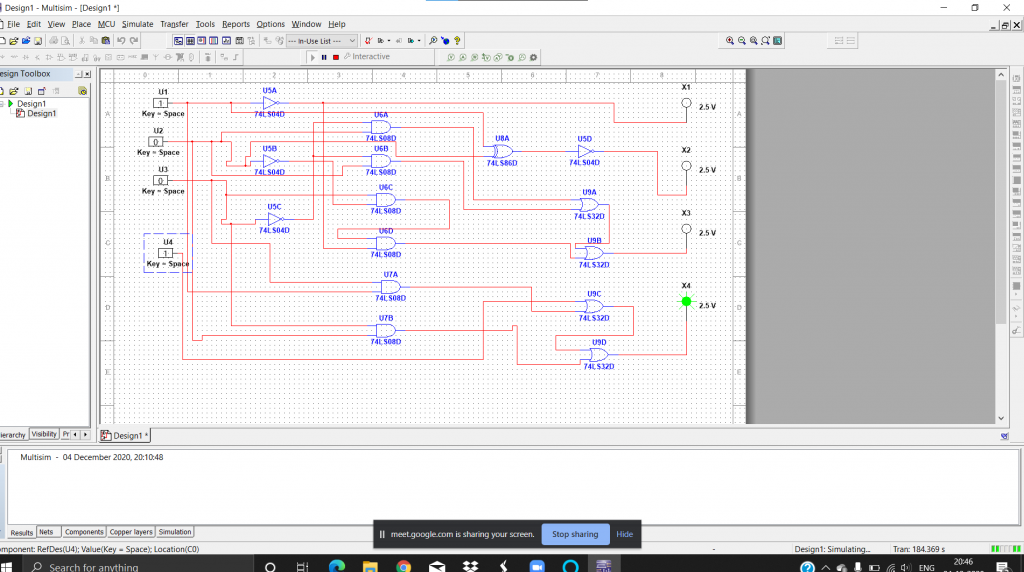 Design1 - Multisim - [Design1 *]
File Edit View Place MCU Simulate Transfer Tools Reports Options Window Help
--- In-Use List ---
Interactive
esign Toolbox
Design1
Design1
0 1 2 3 4 5 6 7 8
A
B
C
D
E
A
B
C
D
E
U1
1
Key = Space
U2
0
Key = Space
U3
0
Key = Space
U4
1
Key = Space
U5A
74LS04D
U5B
74LS04D
U5C
74LS04D
U6A
74LS08D
U6B
74LS08D
U6C
74LS08D
U6D
74LS08D
U7A
74LS08D
U7B
74LS08D
U8A
74LS86D
U5D
74LS04D
U9A
74LS32D
U9B
74LS32D
U9C
74LS32D
U9D
74LS32D
X1
2.5 V
X2
2.5 V
X3
2.5 V
X4
2.5 V
ierarchy Visibility Pr
Design1 *
Multisim - 04 December 2020, 20:10:48
Results Nets Components Copper layers Simulation
meet.google.com is sharing your screen. Stop sharing Hide
mponent: RefDes(U4); Value(Key = Space); Location(C0)
-
Design1: Simulating...
Tran: 184.369 s
Search for anything
ENG
20:46